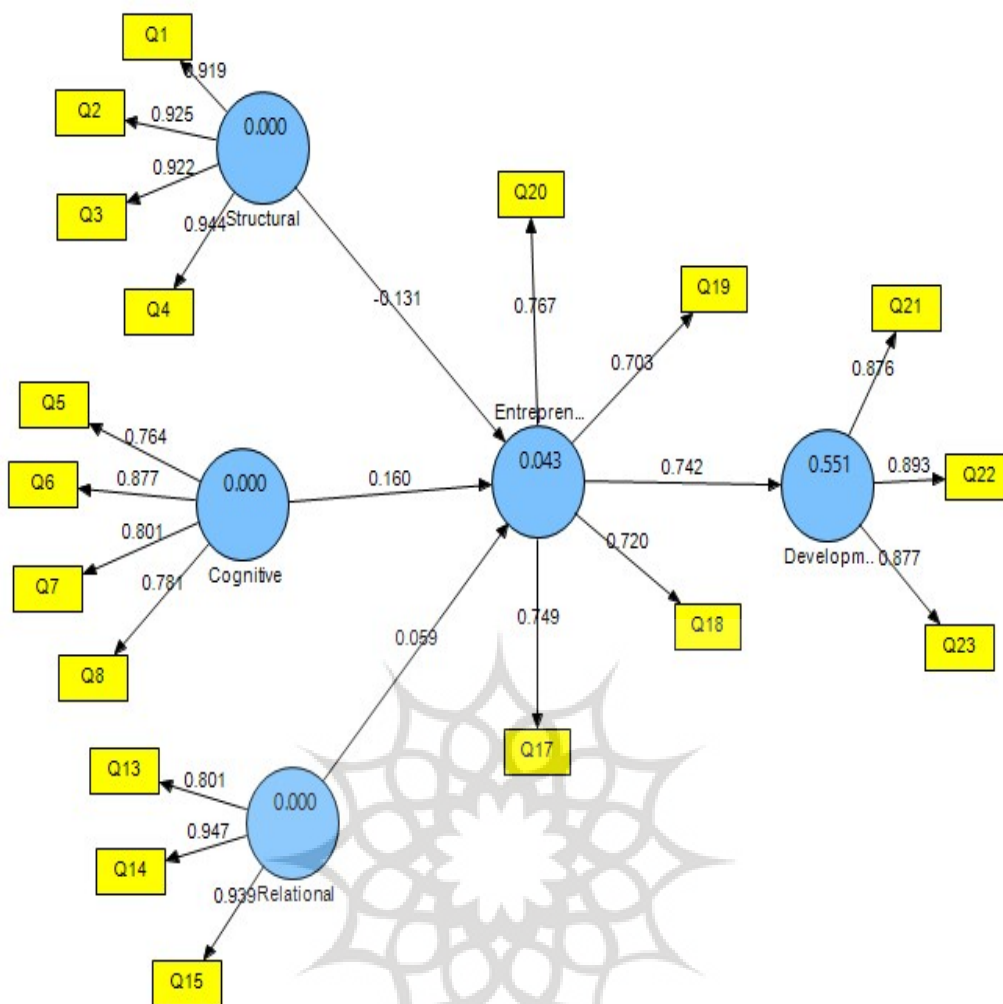 Q1
0.919
Q2
0.925
0.000
Q3
0.922
Structural
0.944
Q4
-0.131
Q20
0.767
Q19
0.703
Q21
0.876
Q5
0.764
Q6
0.877
0.000
0.160
Entrepren...
0.043
0.742
0.551
0.893
Q22
Q7
0.801
Cognitive
0.781
Q8
0.720
Q18
0.749
Developm...
0.877
Q23
0.059
Q17
Q13
0.801
0.000
Q14
0.947
0.939
Relational
Q15